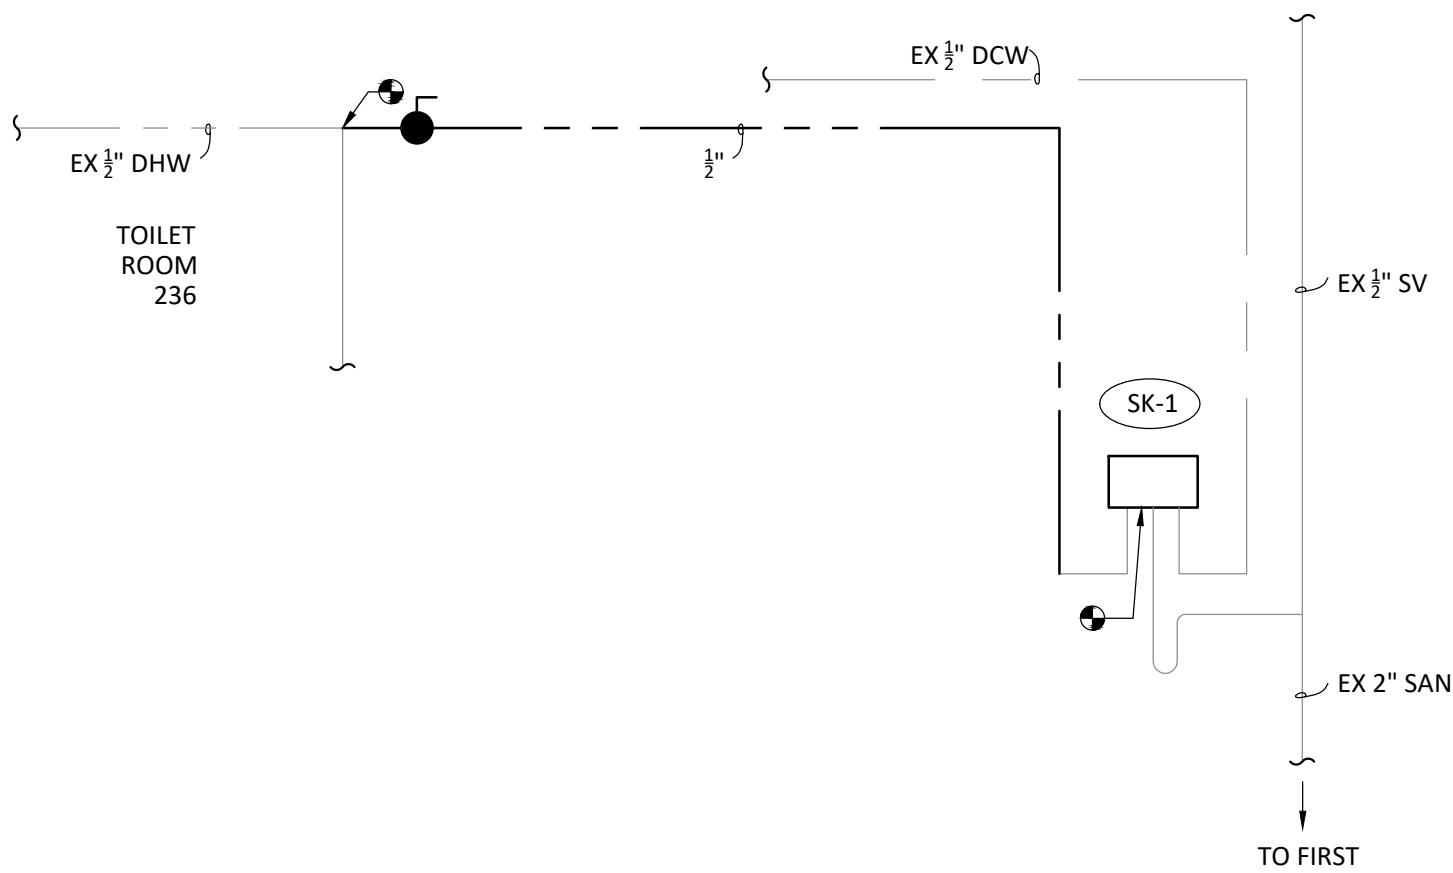 EX 1/2" DCW
EX 1/2" DHW
1/2"
TOILET
ROOM
236
EX 1/2" SV
SK-1
EX 2" SAN
TO FIRST